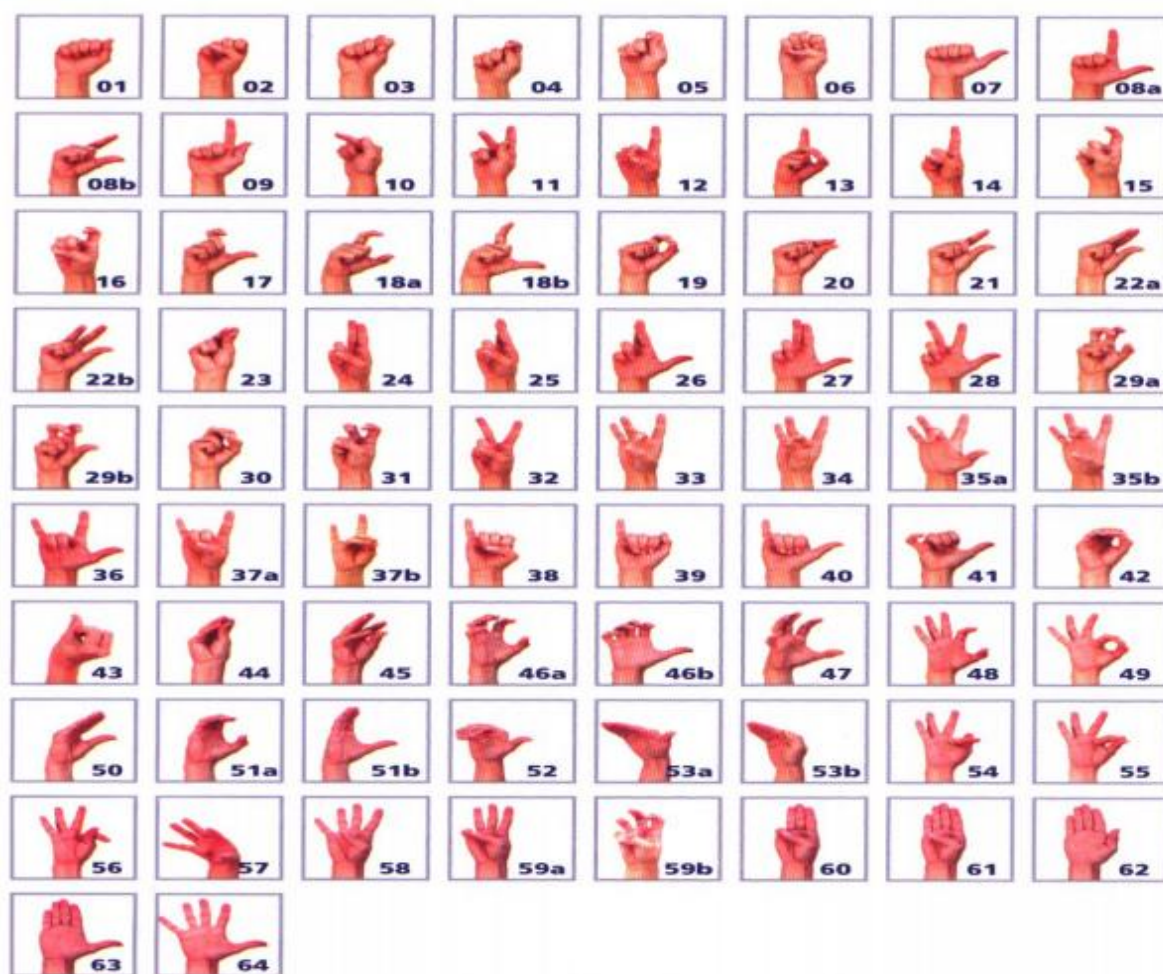 01 02 03 04 05 06 07 08a
08b 09 10 11 12 13 14 15
16 17 18a 18b 19 20 21 22a
22b 23 24 25 26 27 28 29a
29b 30 31 32 33 34 35a 35b
36 37a 37b 38 39 40 41 42
43 44 45 46a 46b 47 48 49
50 51a 51b 52 53a 53b 54 55
56 57 58 59a 59b 60 61 62
63 64